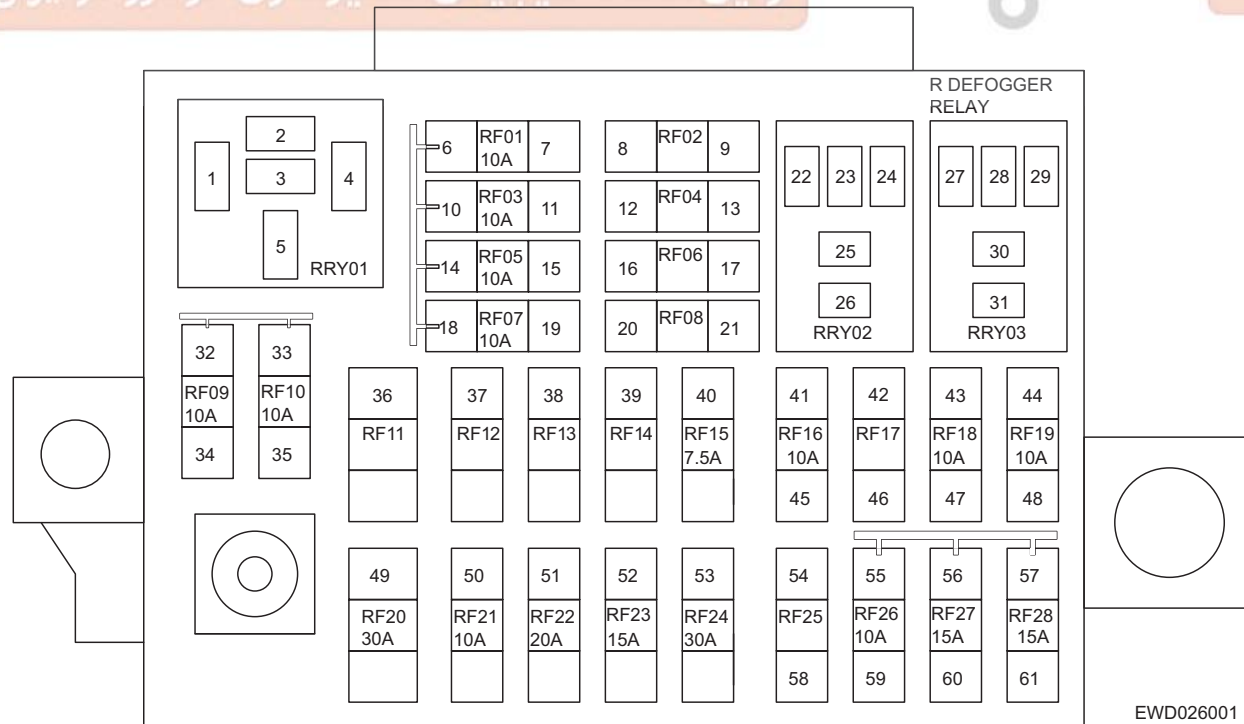 R DEFOGGER
RELAY
1 2 3 4 5 RRY01
6 RF01 10A 7 8 RF02 9
10 RF03 10A 11 12 RF04 13
14 RF05 10A 15 16 RF06 17
18 RF07 10A 19 20 RF08 21
22 23 24 27 28 29
25 30
26 31
RRY02 RRY03
32 33
RF09 RF10
10A 10A
34 35
36 37 38 39 40 41 42 43 44
RF11 RF12 RF13 RF14 RF15 RF16 RF17 RF18 RF19
7.5A 10A 10A 10A
45 46 47 48
49 50 51 52 53 54 55 56 57
RF20 RF21 RF22 RF23 RF24 RF25 RF26 RF27 RF28
30A 10A 20A 15A 30A 10A 15A 15A
58 59 60 61
EWD026001